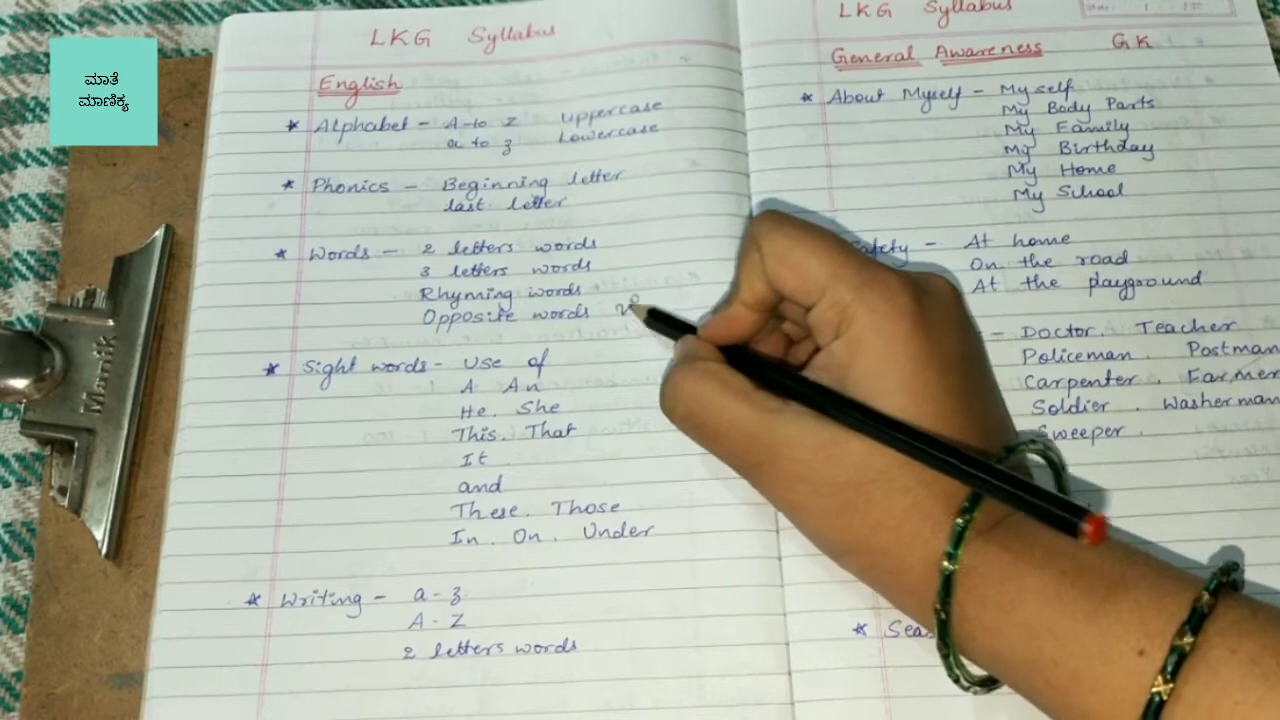 ಮಾತೆ
ಮಾಣಿಕ್ಯ
Manik
LKG Syllabus
English
* Alphabet - A to Z Uppercase
a to z Lowercase
* Phonics - Beginning letter
last letter
* Words - 2 letters words
3 letters words
Rhyming words
Opposite words
* Sight words - Use of
A An
He. She
This. That
It
and
These. Those
In. On. Under
* Writing - a - z
A - Z
2 letters words
LKG Syllabus
General Awareness GK
* About Myself - Myself
My Body Parts
My Family
My Birthday
My Home
My School
Safety - At home
On the road
At the playground
- Doctor. Teacher
Policeman. Postman
Carpenter. Farmer
Soldier. Washerman
Sweeper.